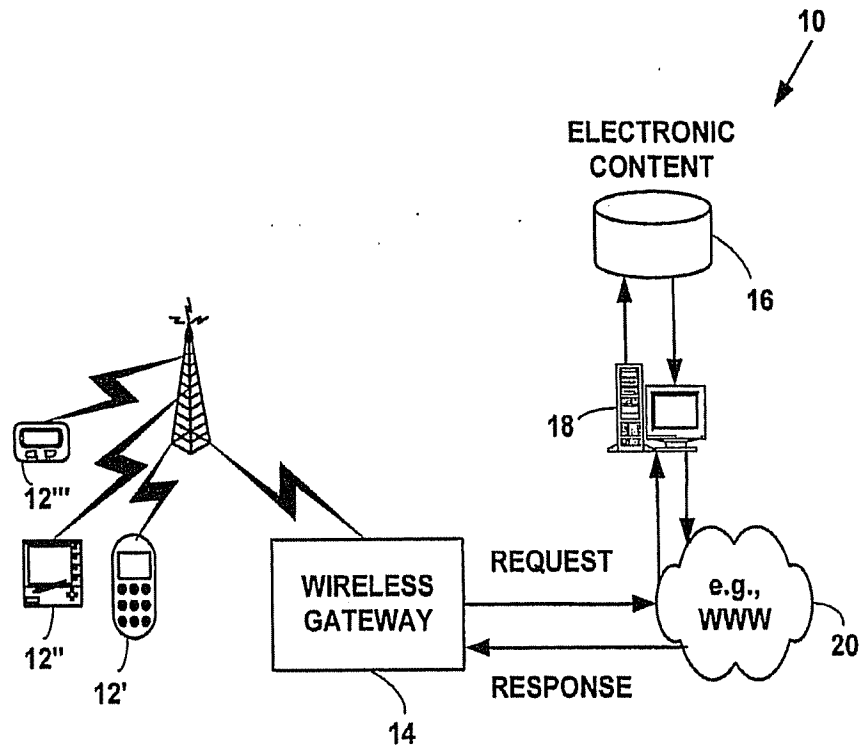 10
ELECTRONIC
CONTENT
16
18
12'''
12''
12'
WIRELESS
GATEWAY
14
REQUEST
RESPONSE
e.g.,
WWW
20